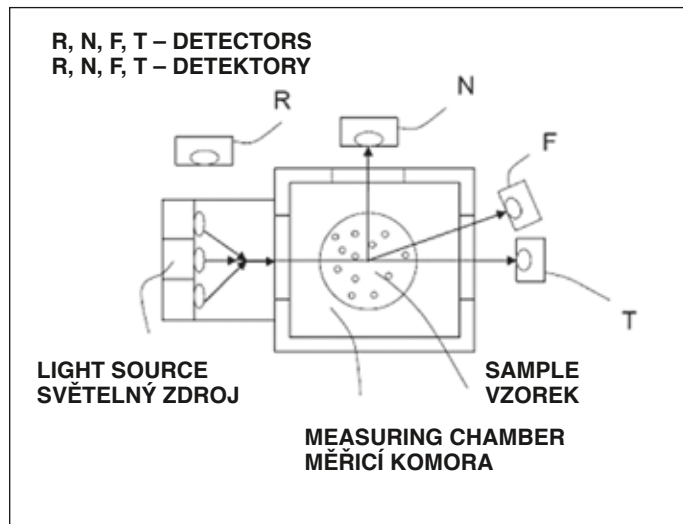 R, N, F, T – DETECTORS
R, N, F, T – DETEKTORY
R
N
F
T
LIGHT SOURCE
SVĚTELNÝ ZDROJ
SAMPLE
VZOREK
MEASURING CHAMBER
MĚŘICÍ KOMORA